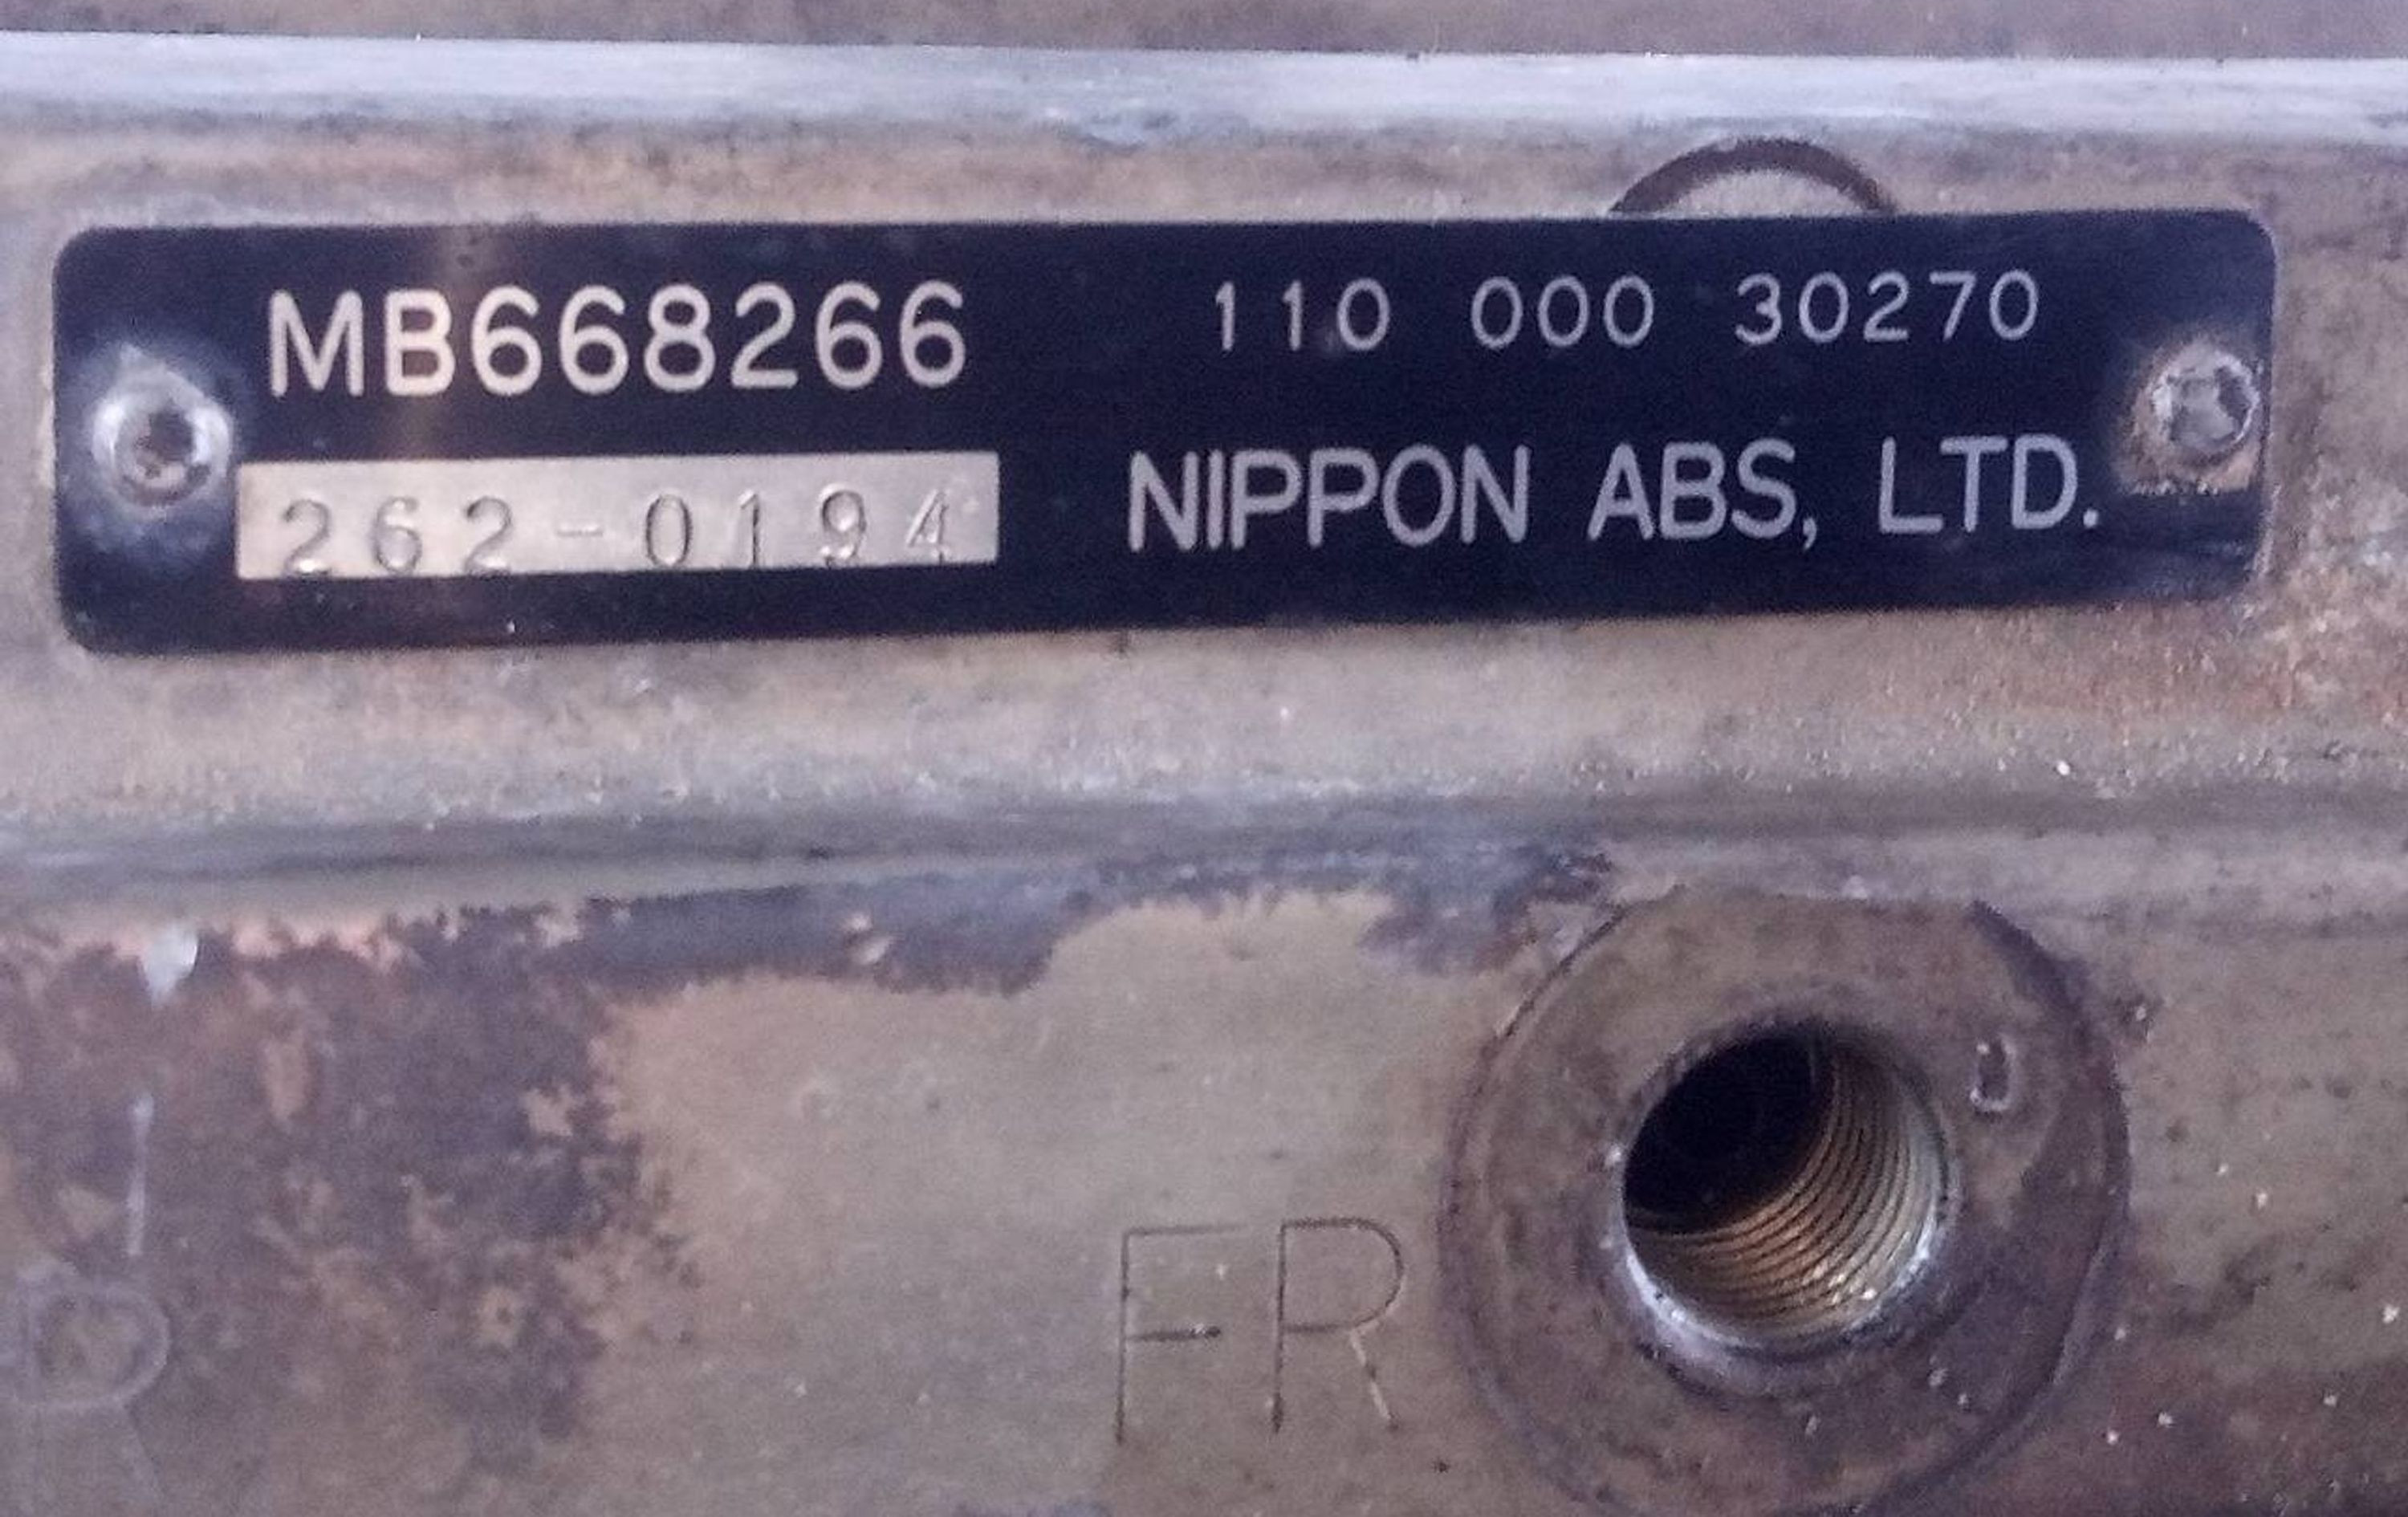 MB668266 110 000 30270
262-0194 NIPPON ABS, LTD.
FR
R